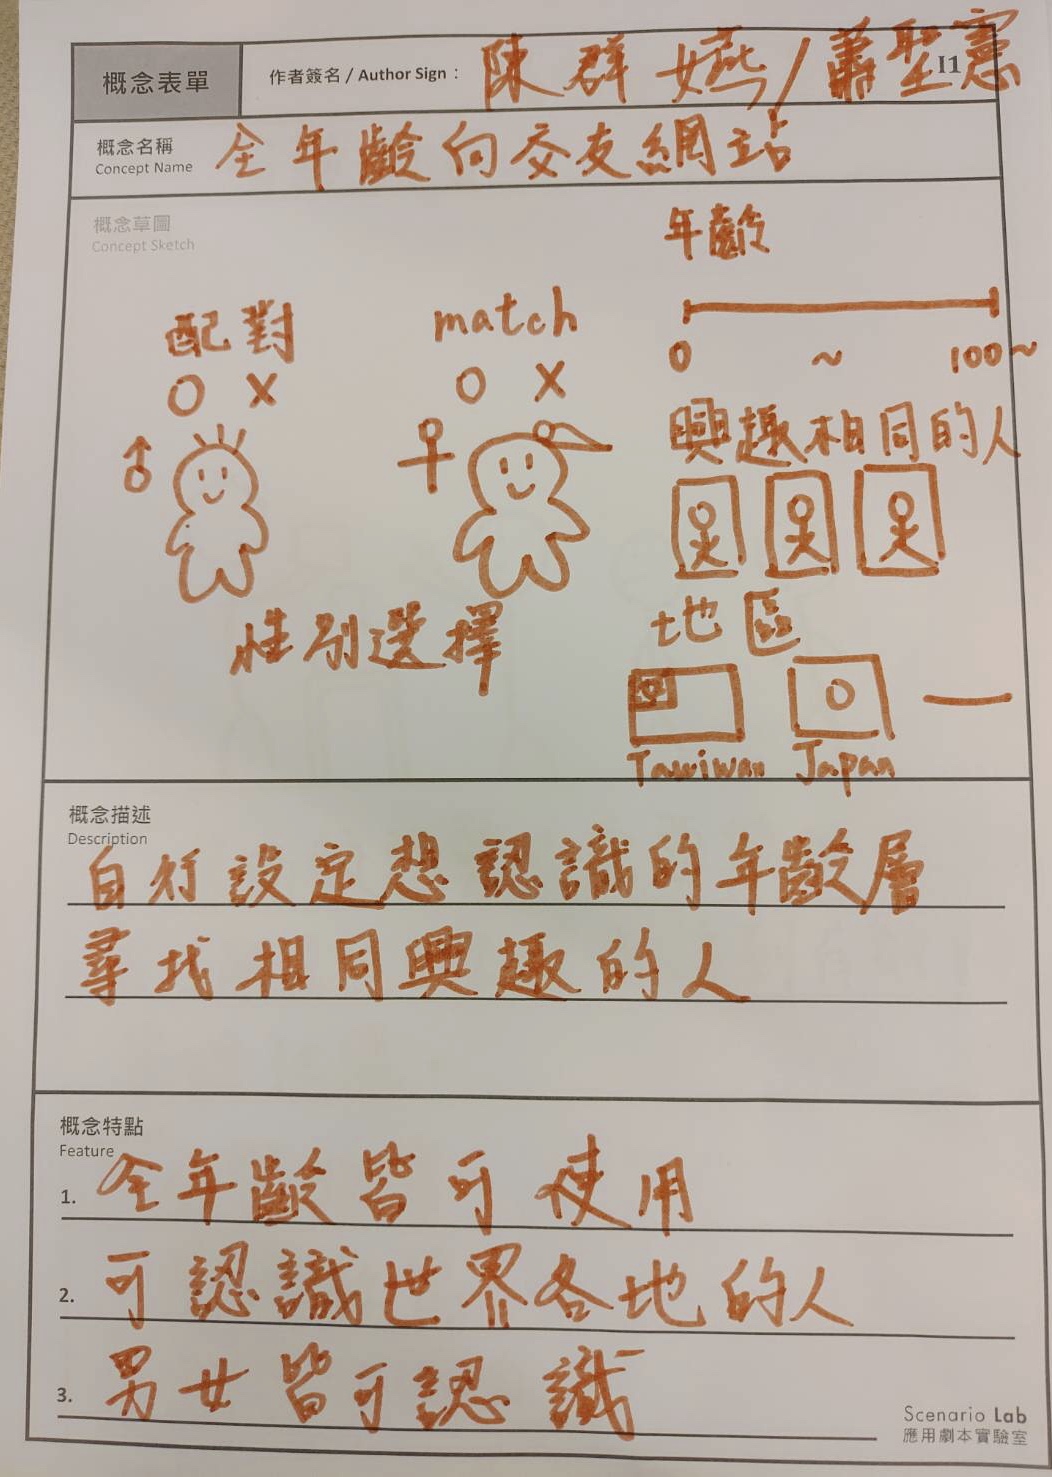 概念表單
作者簽名 / Author Sign：
陳群嬿/蕭堅憲
I1
概念名稱
Concept Name
全年齡向交友網站
概念草圖
Concept Sketch
年齡
0 ~ 100~
配對
O X
♂
match
O X
♀
性別選擇
興趣相同的人
地區
Tawiwan Japan
概念描述
Description
自行設定想認識的年齡層
尋找相同興趣的人
概念特點
Feature
1. 全年齡皆可使用
2. 可認識世界各地的人
3. 男女皆可認識
Scenario Lab
應用劇本實驗室